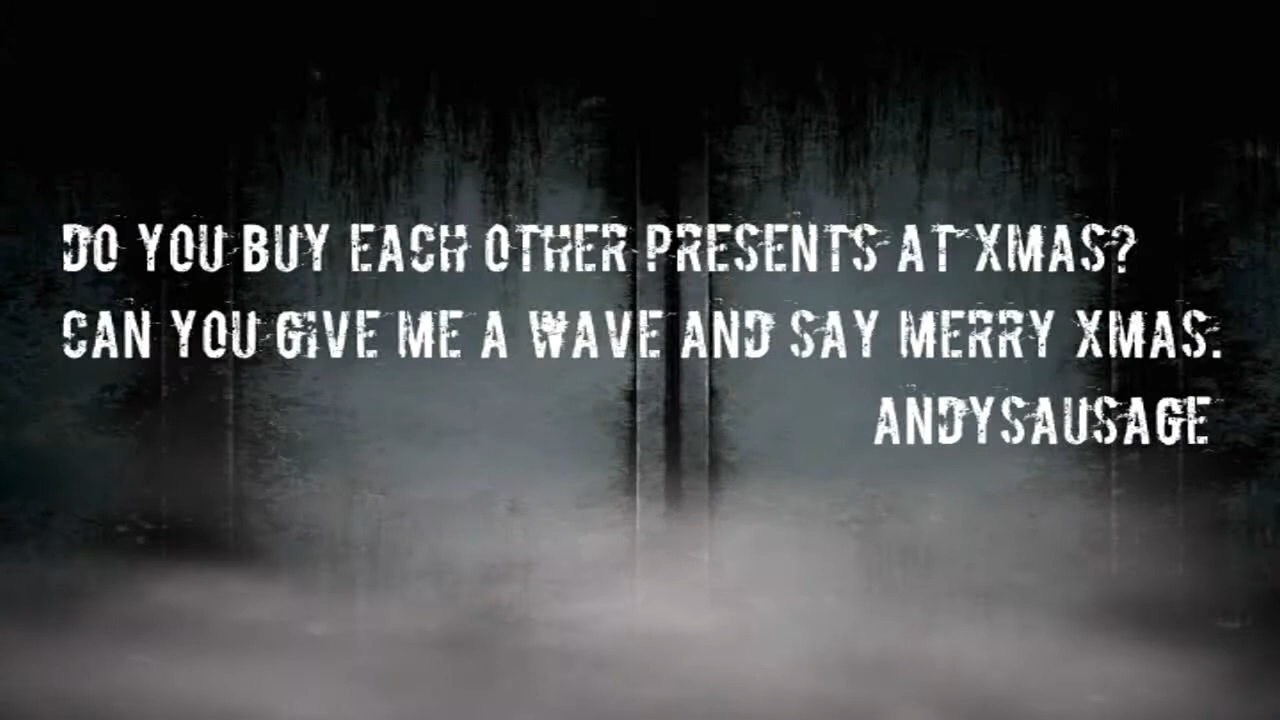 DO YOU BUY EACH OTHER PRESENTS AT XMAS?
CAN YOU GIVE ME A WAVE AND SAY MERRY XMAS.
ANDYSAUSAGE